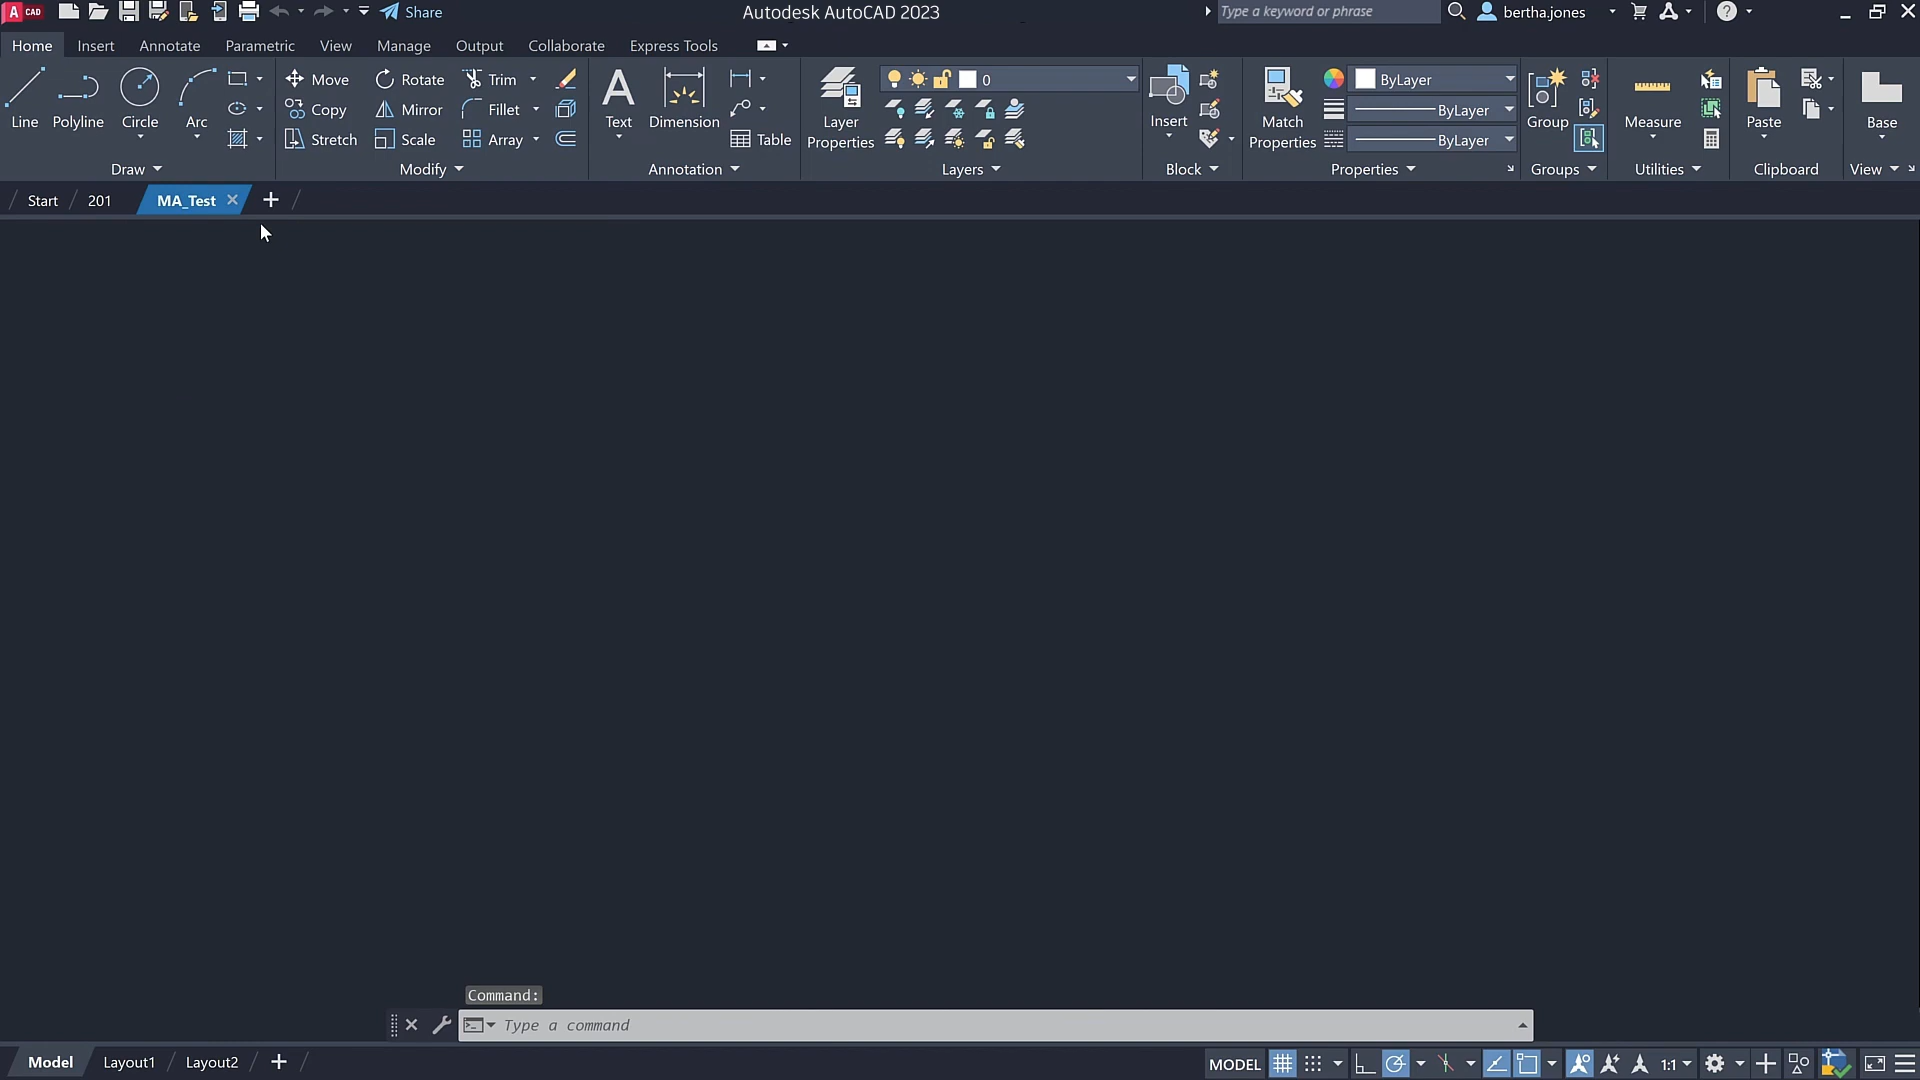 A CAD Share Autodesk AutoCAD 2023 Type a keyword or phrase bertha.jones
Home Insert Annotate Parametric View Manage Output Collaborate Express Tools
Line Polyline Circle Arc
Move Rotate Trim
Copy Mirror Fillet
Stretch Scale Array
Text Dimension Table
Layer Properties
0
Insert
Match Properties
ByLayer
ByLayer
ByLayer
Group Measure Paste Base
Draw Modify Annotation Layers Block Properties Groups Utilities Clipboard View
Start 201 MA_Test
Command:
Type a command
Model Layout1 Layout2 MODEL 1:1